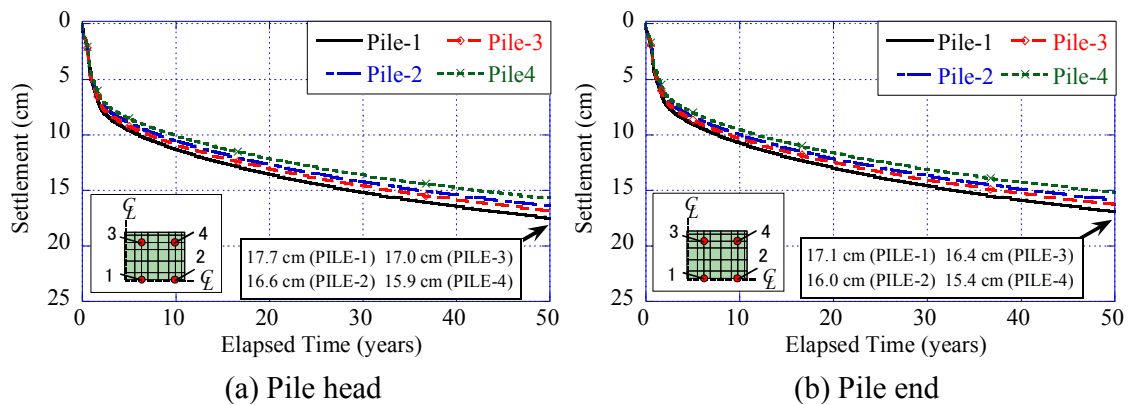 0
5
10
15
20
25
Settlement (cm)
Pile-1
Pile-3
Pile-2
Pile4
CL
3
4
2
1
CL
17.7 cm (PILE-1) 17.0 cm (PILE-3)
16.6 cm (PILE-2) 15.9 cm (PILE-4)
0 10 20 30 40 50
Elapsed Time (years)
(a) Pile head
0
5
10
15
20
25
Settlement (cm)
Pile-1
Pile-3
Pile-2
Pile-4
CL
3
4
2
1
CL
17.1 cm (PILE-1) 16.4 cm (PILE-3)
16.0 cm (PILE-2) 15.4 cm (PILE-4)
0 10 20 30 40 50
Elapsed Time (years)
(b) Pile end